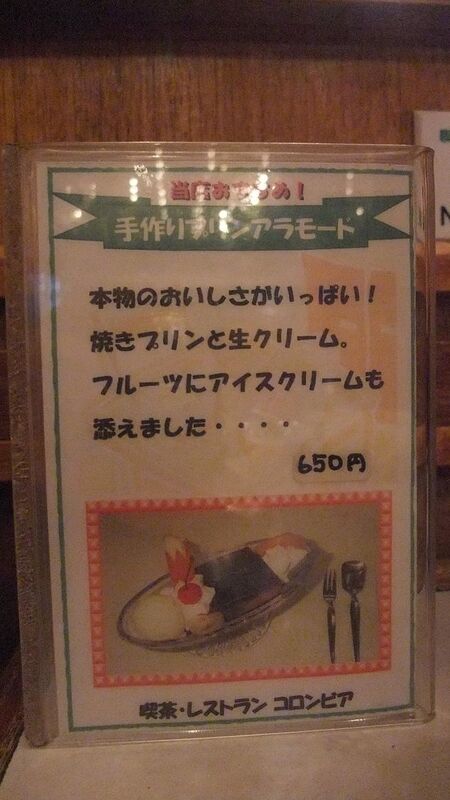 当店おすすめ！
手作りプリンアラモード
本物のおいしさがいっぱい！
焼きプリンと生クリーム。
フルーツにアイスクリームも
添えました・・・・
650円
喫茶・レストラン コロンビア
N